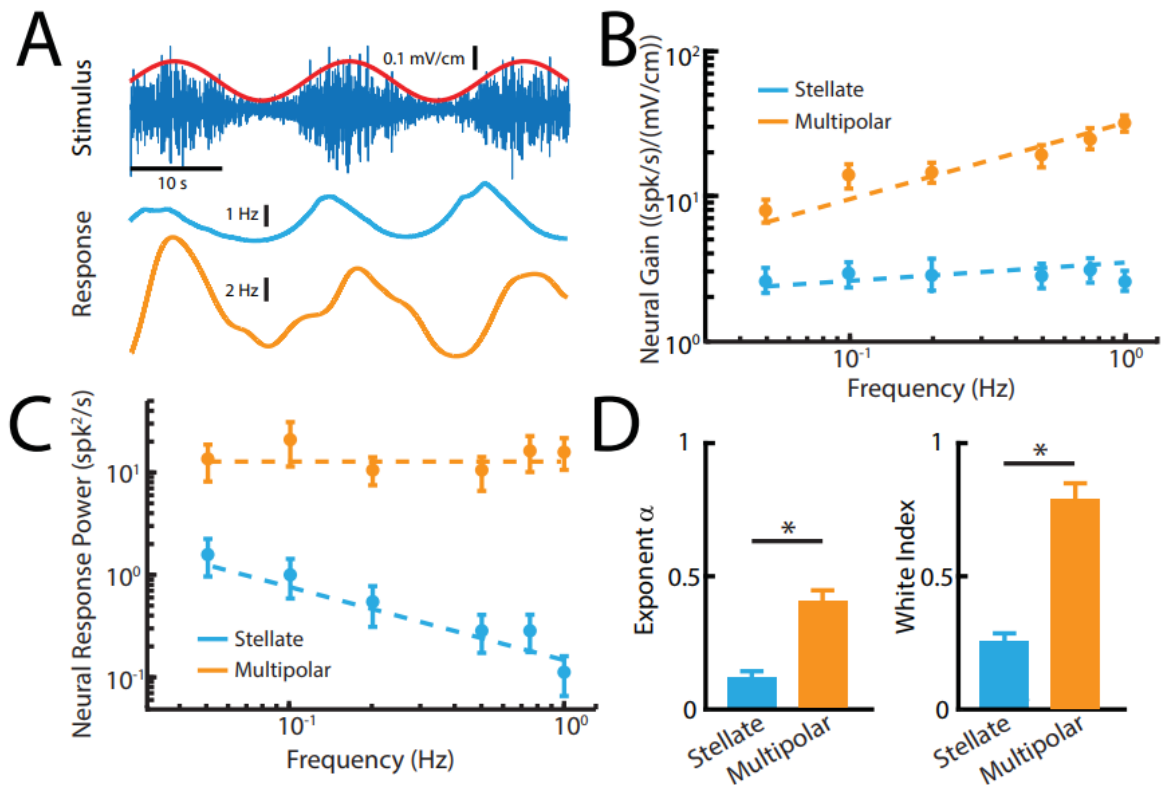 A
Stimulus
0.1 mV/cm
10 s
Response
1 Hz
2 Hz
B
Neural Gain ((spk/s)/(mV/cm))
10²
10¹
10⁰
Stellate
Multipolar
10⁻¹
10⁰
Frequency (Hz)
C
Neural Response Power (spk²/s)
10¹
10⁰
10⁻¹
Stellate
Multipolar
10⁻¹
10⁰
Frequency (Hz)
D
Exponent α
1
0.5
0
*
Stellate
Multipolar
White Index
1
0.5
0
*
Stellate
Multipolar